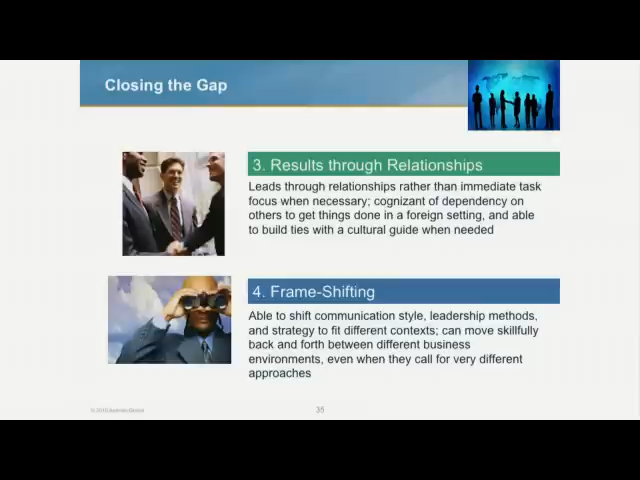 Closing the Gap
3. Results through Relationships
Leads through relationships rather than immediate task
focus when necessary; cognizant of dependency on
others to get things done in a foreign setting, and able
to build ties with a cultural guide when needed
4. Frame-Shifting
Able to shift communication style, leadership methods,
and strategy to fit different contexts; can move skillfully
back and forth between different business
environments, even when they call for very different
approaches
35